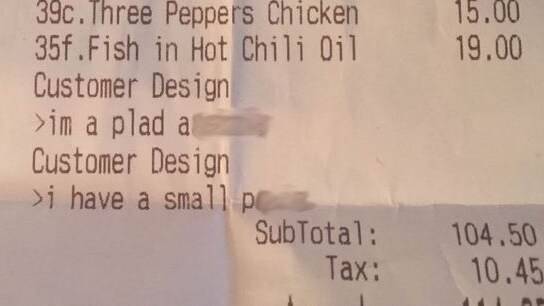 39c.Three Peppers Chicken 15.00
35f.Fish in Hot Chili Oil 19.00
Customer Design
>im a plad a
Customer Design
>i have a small p
SubTotal: 104.50
Tax: 10.45